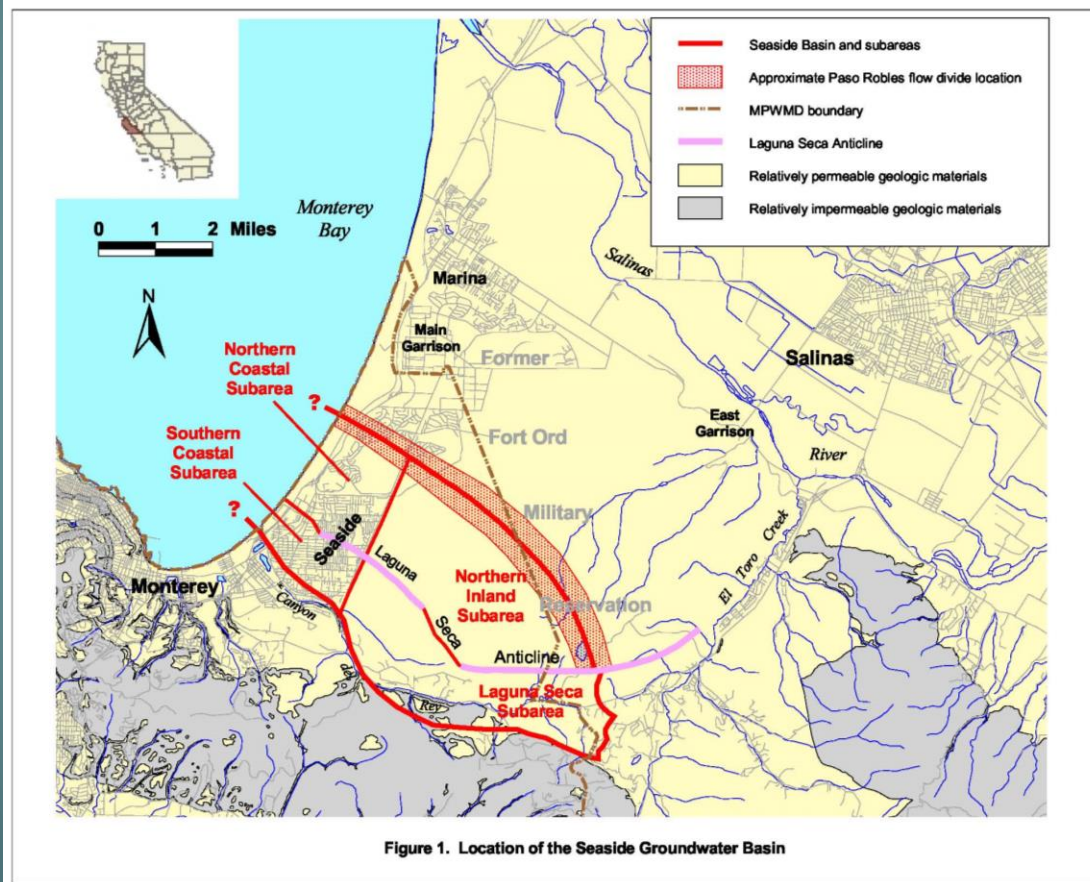 Seaside Basin and subareas
Approximate Paso Robles flow divide location
MPWMD boundary
Laguna Seca Anticline
Relatively permeable geologic materials
Relatively impermeable geologic materials
Monterey
Bay
0 1 2 Miles
N
Salinas
Marina
Main
Garrison
Former
Salinas
Northern
Coastal
Subarea
?
East
Garrison
Fort Ord
River
Southern
Coastal
Subarea
?
Military
Seaside
Laguna
El Toro Creek
Monterey
Canyon
Northern
Inland
Subarea
Reservation
Seca
Anticline
del
Rey
Laguna Seca
Subarea
Figure 1. Location of the Seaside Groundwater Basin